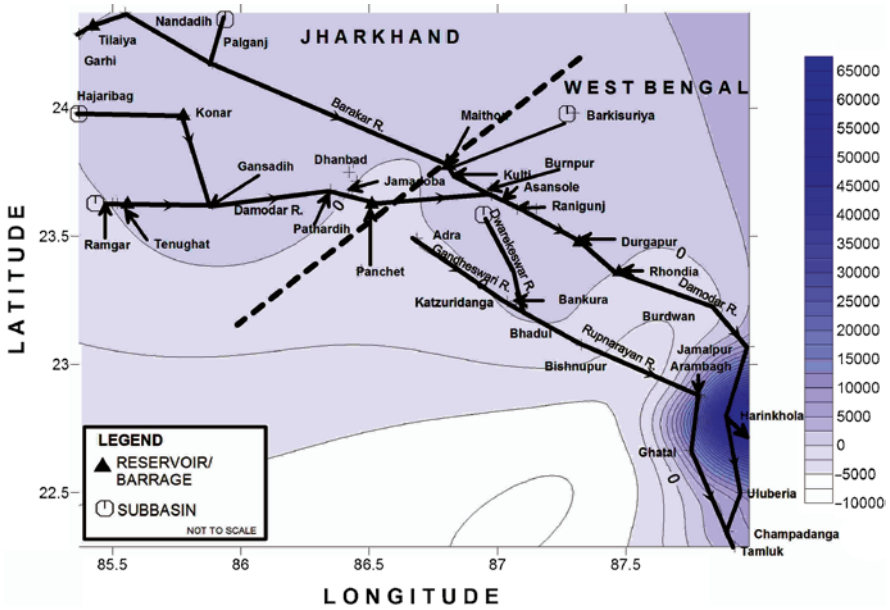 Nandadih
Tilaiya
Palganj
JHARKHAND
Garhi
WEST BENGAL
Hajaribag
Konar
Barakar R.
Maithon
Barkisuriya
Dhanbad
Gansadih
Kulti
Burnpur
Jamadoba
Asansole
Damodar R.
Ranigunj
Ramgar
Tenughat
Pathardih
0
Adra
Dwarekeswar R.
Durgapur
Panchet
Gandheswari R.
0
Rhondia
Katzuridanga
Bankura
Damodar R.
Bhadul
Burdwan
Rupnarayan R.
Jamalpur
Bishnupur
Arambagh
Harinkhola
Ghatal
0
Uluberia
Champadanga
Tamluk
LEGEND
RESERVOIR/
BARRAGE
SUBBASIN
NOT TO SCALE
24
23.5
23
22.5
LATITUDE
85.5 86 86.5 87 87.5
LONGITUDE
65000
60000
55000
50000
45000
40000
35000
30000
25000
20000
15000
10000
5000
0
-5000
-10000